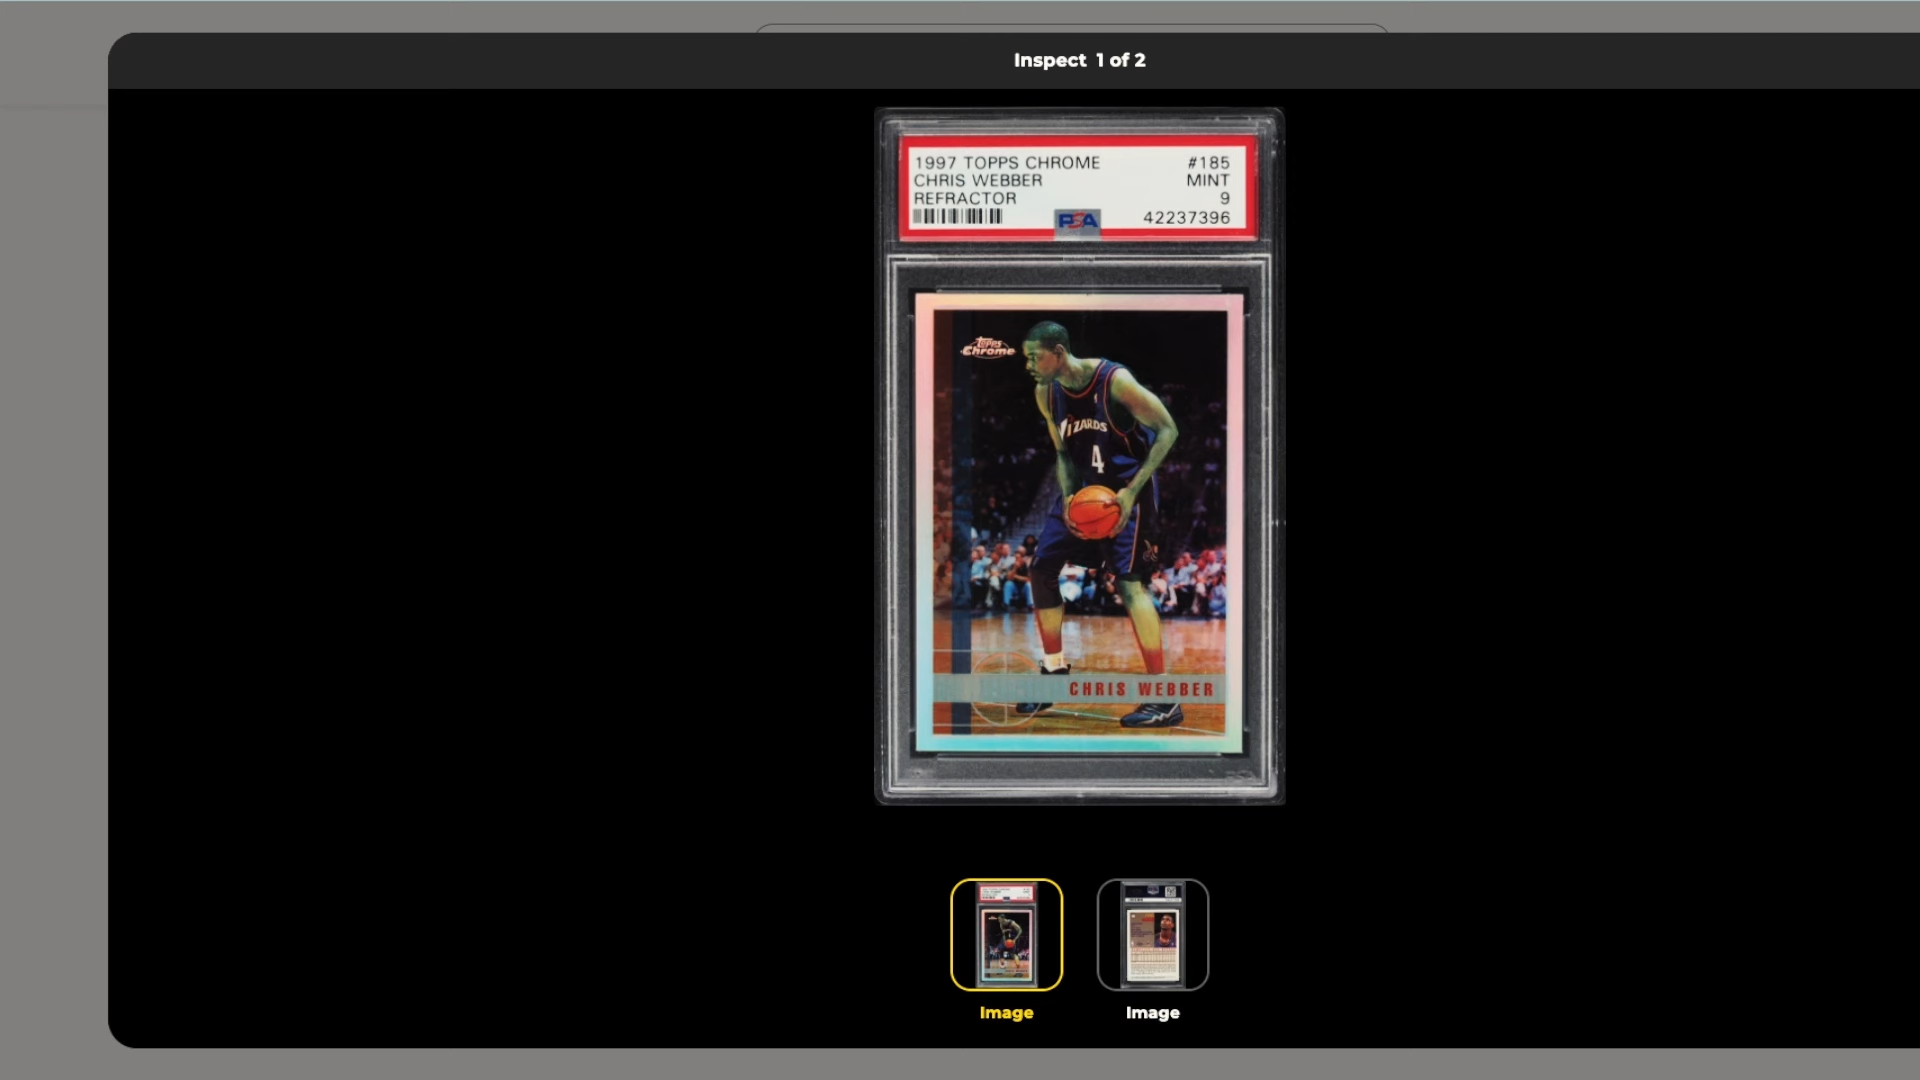 Inspect 1 of 2
1997 TOPPS CHROME #185
CHRIS WEBBER MINT
REFRACTOR 9
PSA 42237396
Topps
Chrome
WIZARDS
4
CHRIS WEBBER
Image Image